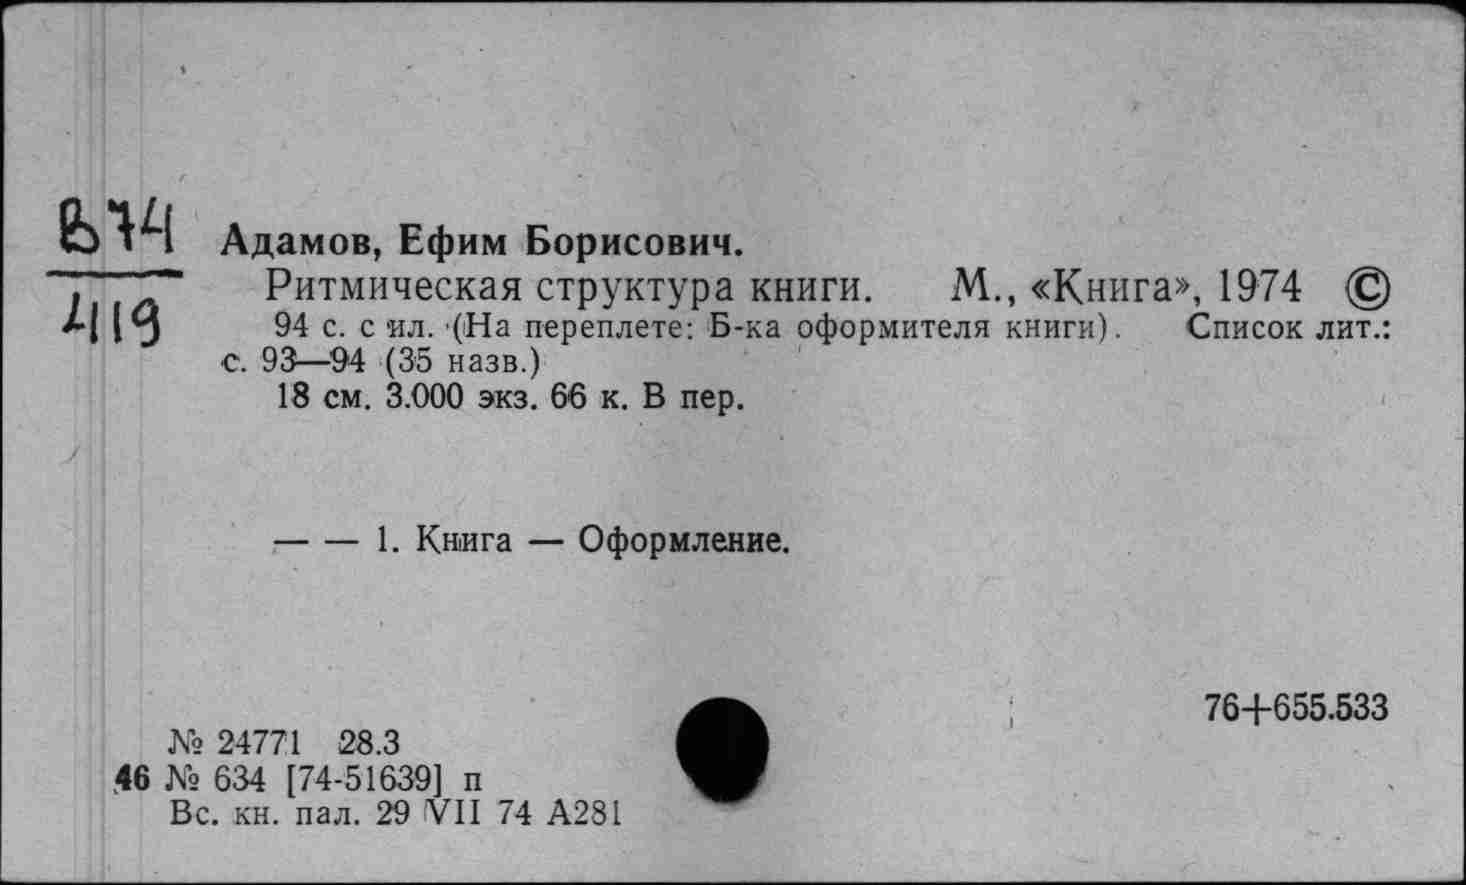 В74
419
Адамов, Ефим Борисович.
Ритмическая структура книги. М., «Книга», 1974 ©
94 с. с ил. (На переплете: Б-ка оформителя книги). Список лит.:
с. 93—94 (35 назв.)
18 см. 3.000 экз. 66 к. В пер.
— — 1. Книга — Оформление.
76+655.533
№ 24771 28.3
46 № 634 [74-51639] п
Вс. кн. пал. 29 VII 74 А281